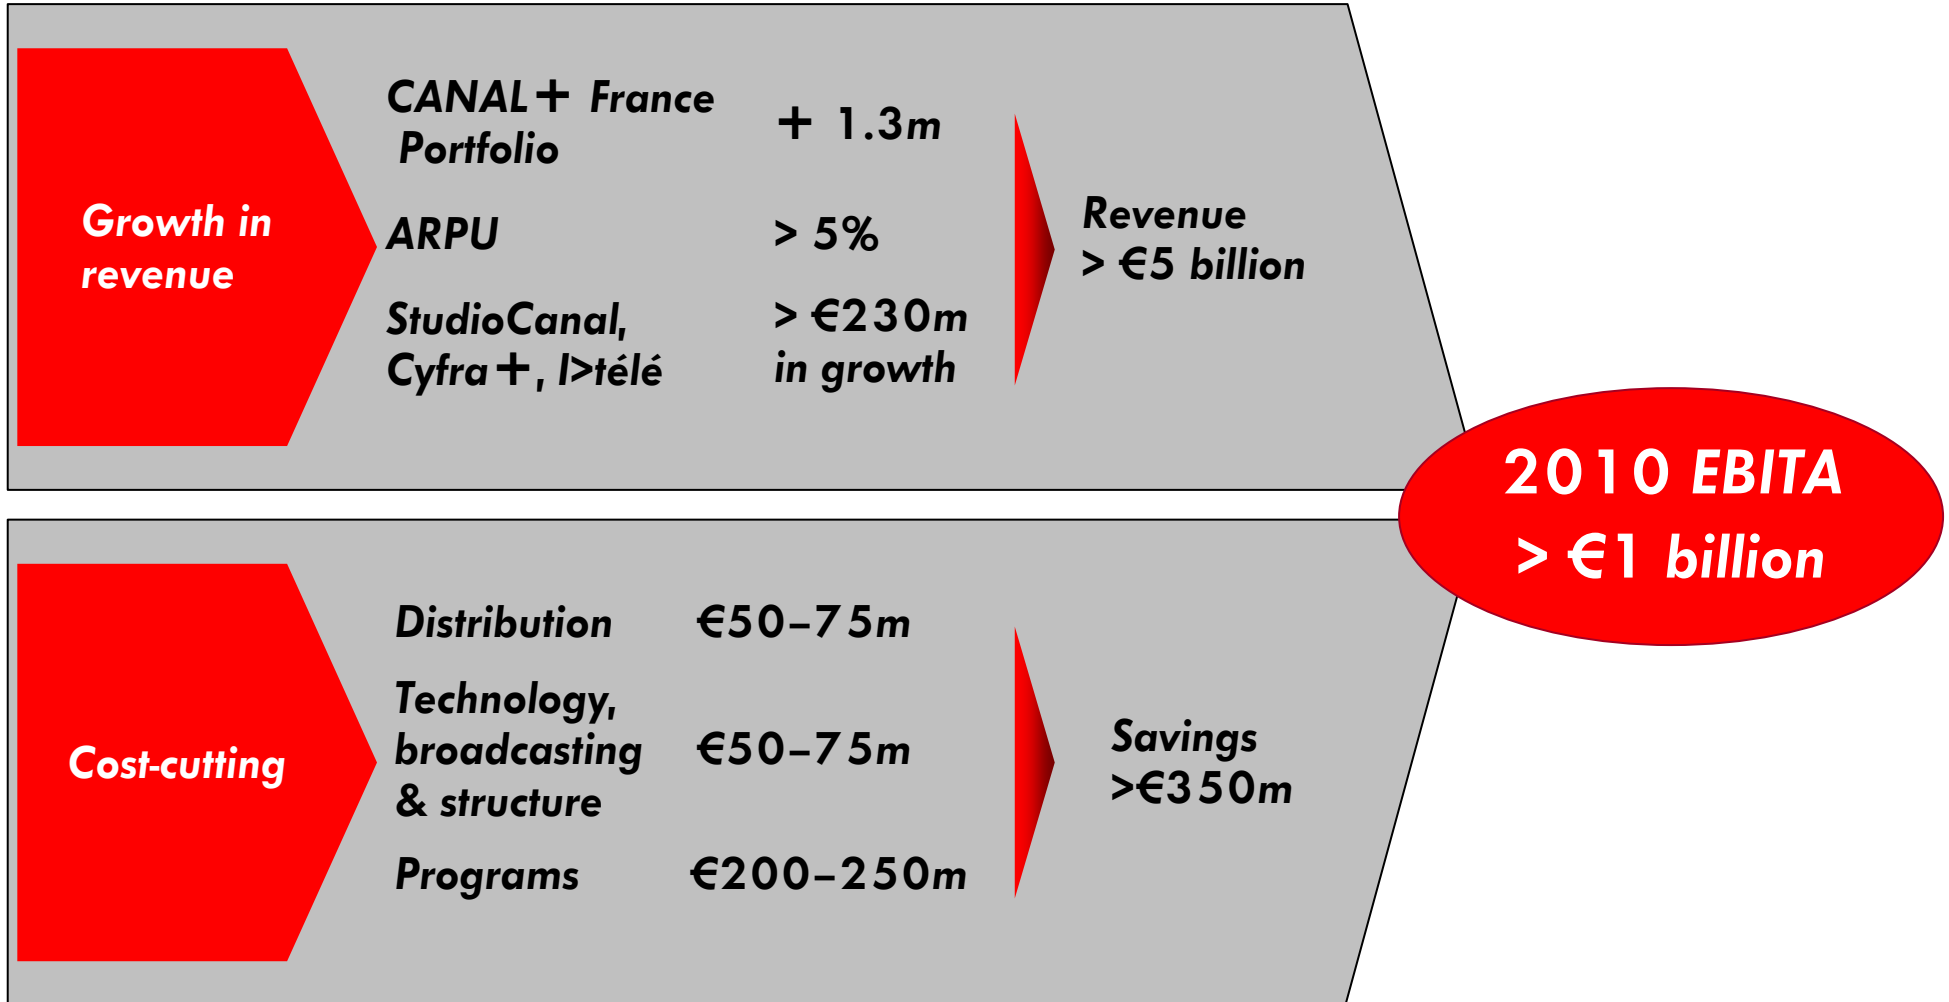 Growth in
revenue
CANAL+ France
Portfolio
+ 1.3m
ARPU
> 5%
StudioCanal,
Cyfra+, I>télé
> €230m
in growth
Revenue
> €5 billion
2010 EBITA
> €1 billion
Cost-cutting
Distribution
€50–75m
Technology,
broadcasting
& structure
€50–75m
Programs
€200–250m
Savings
>€350m